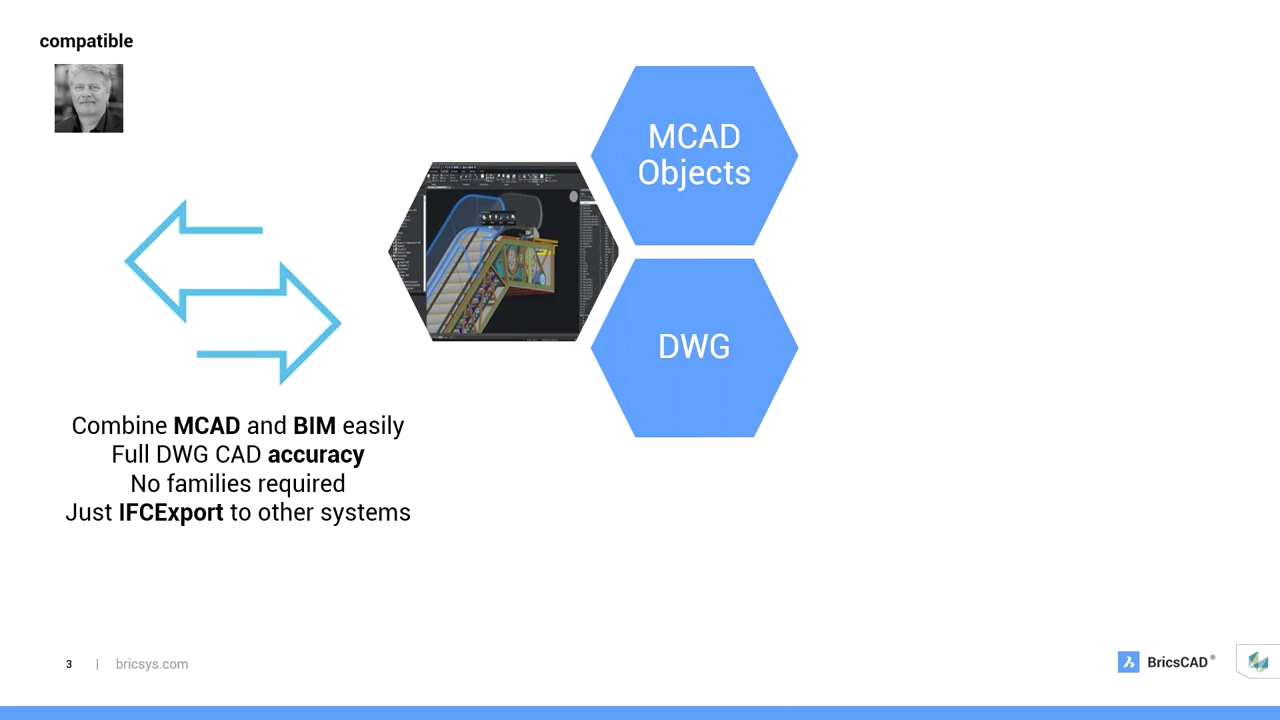 compatible
MCAD
Objects
DWG
Combine MCAD and BIM easily
Full DWG CAD accuracy
No families required
Just IFCExport to other systems
3 | bricsys.com
BricsCAD®